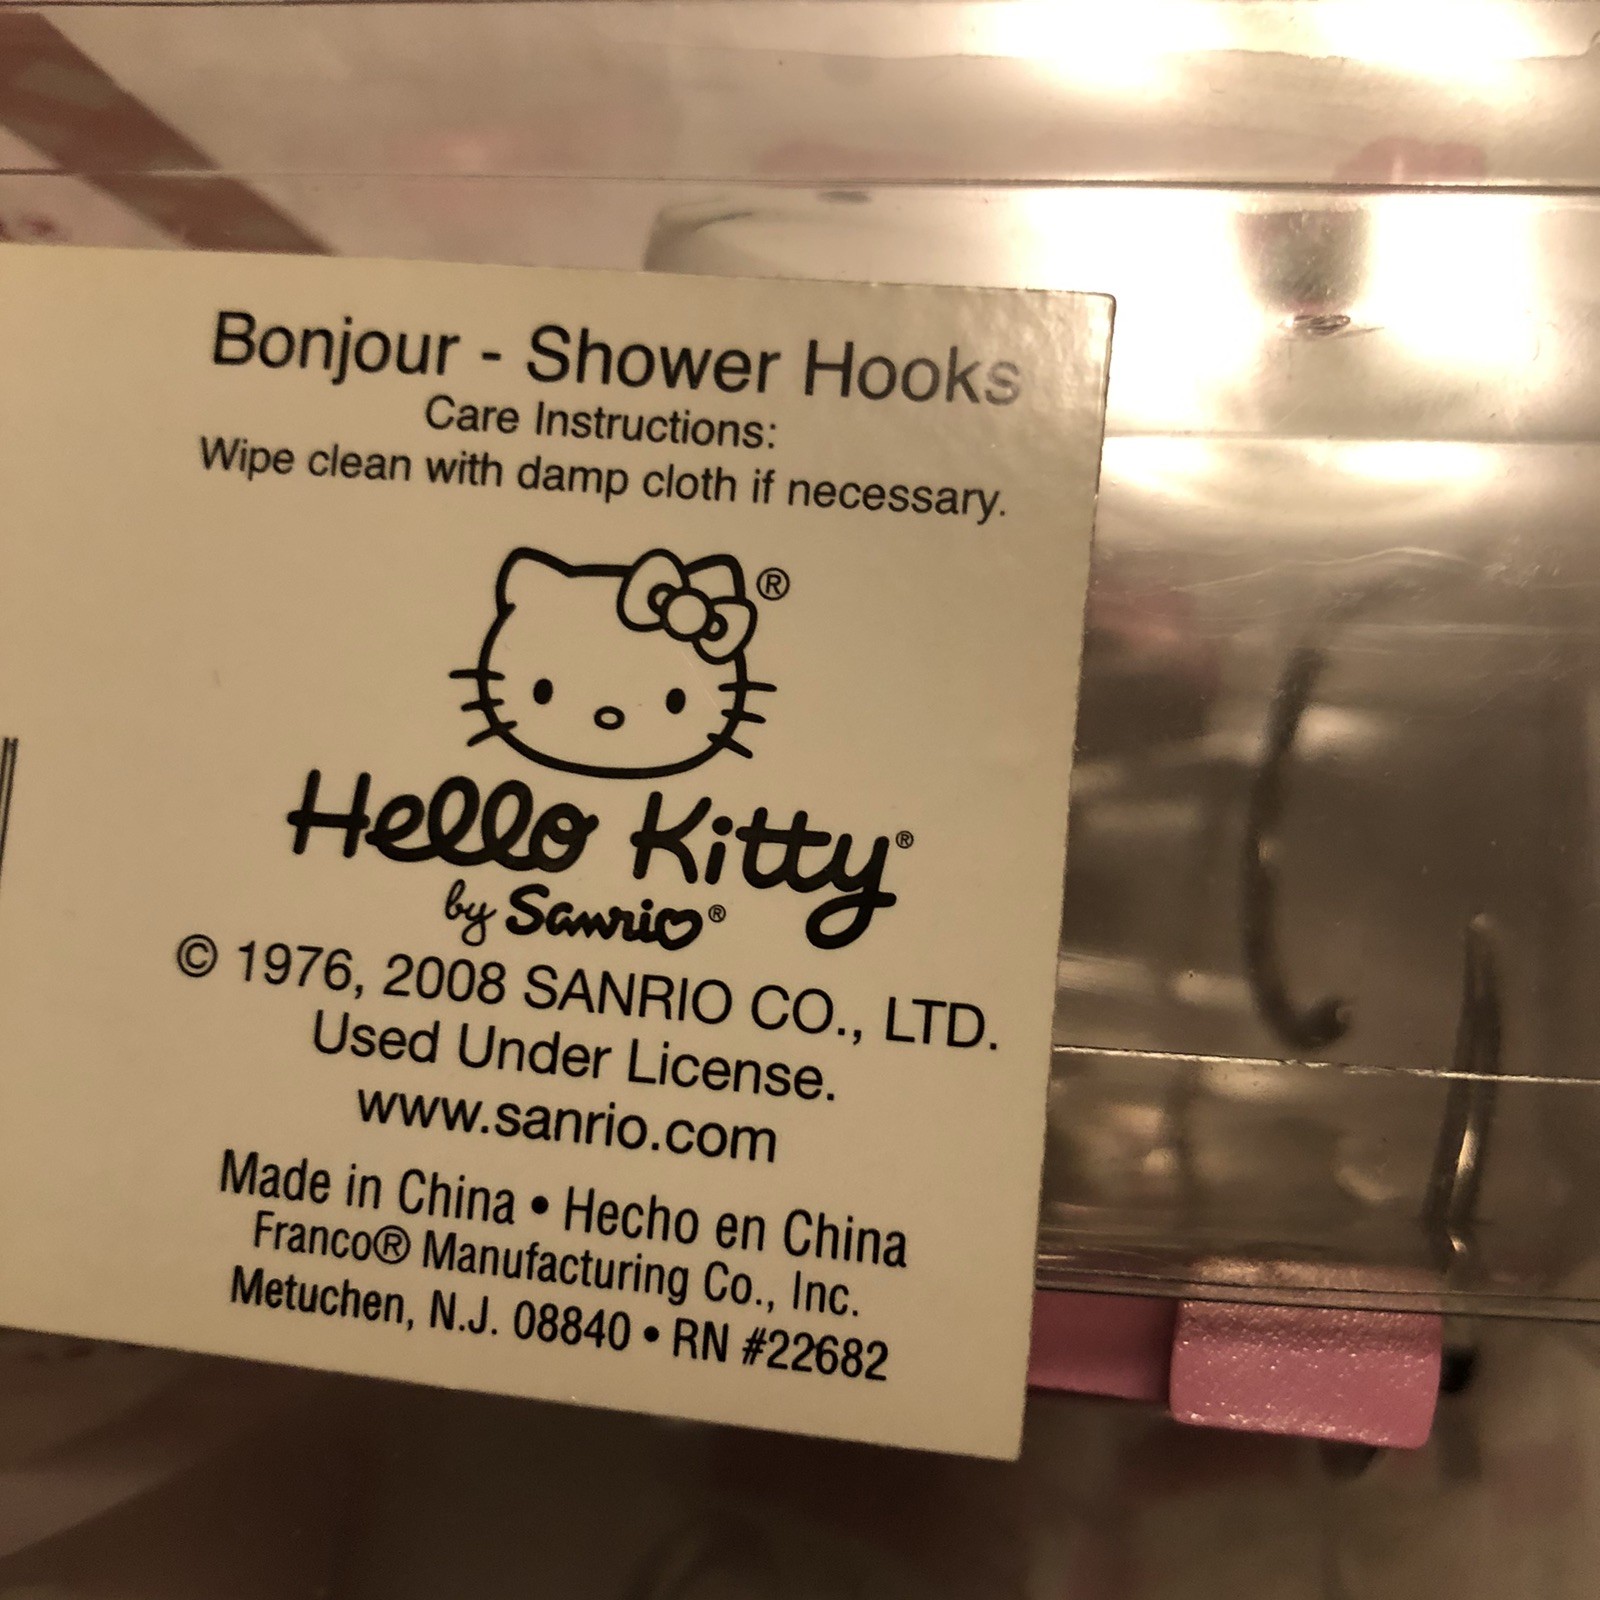 Bonjour - Shower Hooks
Care Instructions:
Wipe clean with damp cloth if necessary.
®
Hello Kitty®
by Sanrio®
© 1976, 2008 SANRIO CO., LTD.
Used Under License.
www.sanrio.com
Made in China • Hecho en China
Franco® Manufacturing Co., Inc.
Metuchen, N.J. 08840 • RN #22682